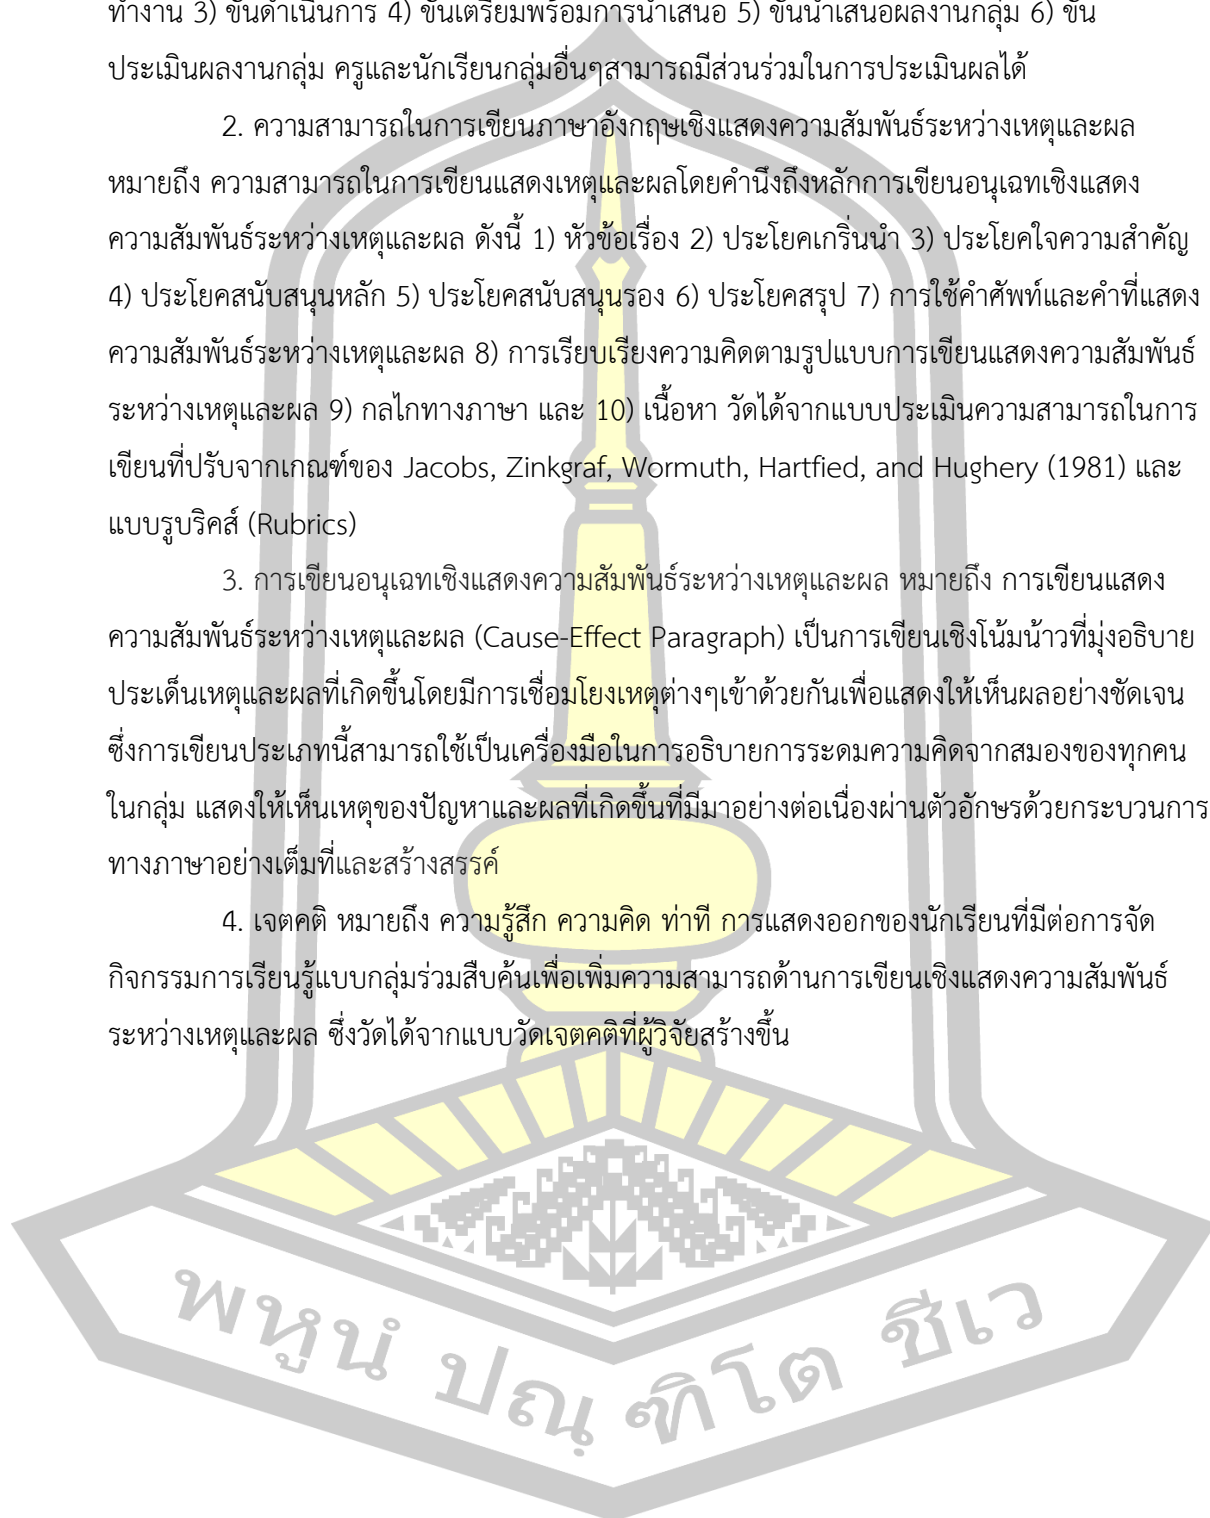 ทำงาน 3) ขั้นดำเนินการ 4) ขั้นเตรียมพร้อมการนำเสนอ 5) ขั้นนำเสนอผลงานกลุ่ม 6) ขั้น
ประเมินผลงานกลุ่ม ครูและนักเรียนกลุ่มอื่นๆสามารถมีส่วนร่วมในการประเมินผลได้
2. ความสามารถในการเขียนภาษาอังกฤษเชิงแสดงความสัมพันธ์ระหว่างเหตุและผล
หมายถึง ความสามารถในการเขียนแสดงเหตุและผลโดยคำนึงถึงหลักการเขียนอนุเฉทเชิงแสดง
ความสัมพันธ์ระหว่างเหตุและผล ดังนี้ 1) หัวข้อเรื่อง 2) ประโยคเกริ่นนำ 3) ประโยคใจความสำคัญ
4) ประโยคสนับสนุนหลัก 5) ประโยคสนับสนุนรอง 6) ประโยคสรุป 7) การใช้คำศัพท์และคำที่แสดง
ความสัมพันธ์ระหว่างเหตุและผล 8) การเรียบเรียงความคิดตามรูปแบบการเขียนแสดงความสัมพันธ์
ระหว่างเหตุและผล 9) กลไกทางภาษา และ 10) เนื้อหา วัดได้จากแบบประเมินความสามารถในการ
เขียนที่ปรับจากเกณฑ์ของ Jacobs, Zinkgraf, Wormuth, Hartfied, and Hughery (1981) และ
แบบรูบริคส์ (Rubrics)
3. การเขียนอนุเฉทเชิงแสดงความสัมพันธ์ระหว่างเหตุและผล หมายถึง การเขียนแสดง
ความสัมพันธ์ระหว่างเหตุและผล (Cause-Effect Paragraph) เป็นการเขียนเชิงโน้มน้าวที่มุ่งอธิบาย
ประเด็นเหตุและผลที่เกิดขึ้นโดยมีการเชื่อมโยงเหตุต่างๆเข้าด้วยกันเพื่อแสดงให้เห็นผลอย่างชัดเจน
ซึ่งการเขียนประเภทนี้สามารถใช้เป็นเครื่องมือในการอธิบายการระดมความคิดจากสมองของทุกคน
ในกลุ่ม แสดงให้เห็นเหตุของปัญหาและผลที่เกิดขึ้นที่มีมาอย่างต่อเนื่องผ่านตัวอักษรด้วยกระบวนการ
ทางภาษาอย่างเต็มที่และสร้างสรรค์
4. เจตคติ หมายถึง ความรู้สึก ความคิด ท่าที การแสดงออกของนักเรียนที่มีต่อการจัด
กิจกรรมการเรียนรู้แบบกลุ่มร่วมสืบค้นเพื่อเพิ่มความสามารถด้านการเขียนเชิงแสดงความสัมพันธ์
ระหว่างเหตุและผล ซึ่งวัดได้จากแบบวัดเจตคติที่ผู้วิจัยสร้างขึ้น
พหูนํ ปณฺฑิโต ชีเว